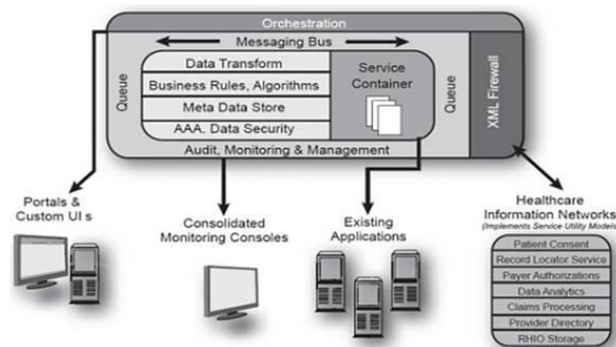 Orchestration
Messaging Bus
Queue
Data Transform
Business Rules, Algorithms
Meta Data Store
AAA. Data Security
Service
Container
Queue
XML Firewall
Audit, Monitoring & Management
Portals &
Custom UI s
Consolidated
Monitoring Consoles
Existing
Applications
Healthcare
Information Networks
(Implements Service Utility Models)
Patient Consent
Record Locator Service
Payer Authorizations
Data Analytics
Claims Processing
Provider Directory
RHIO Storage